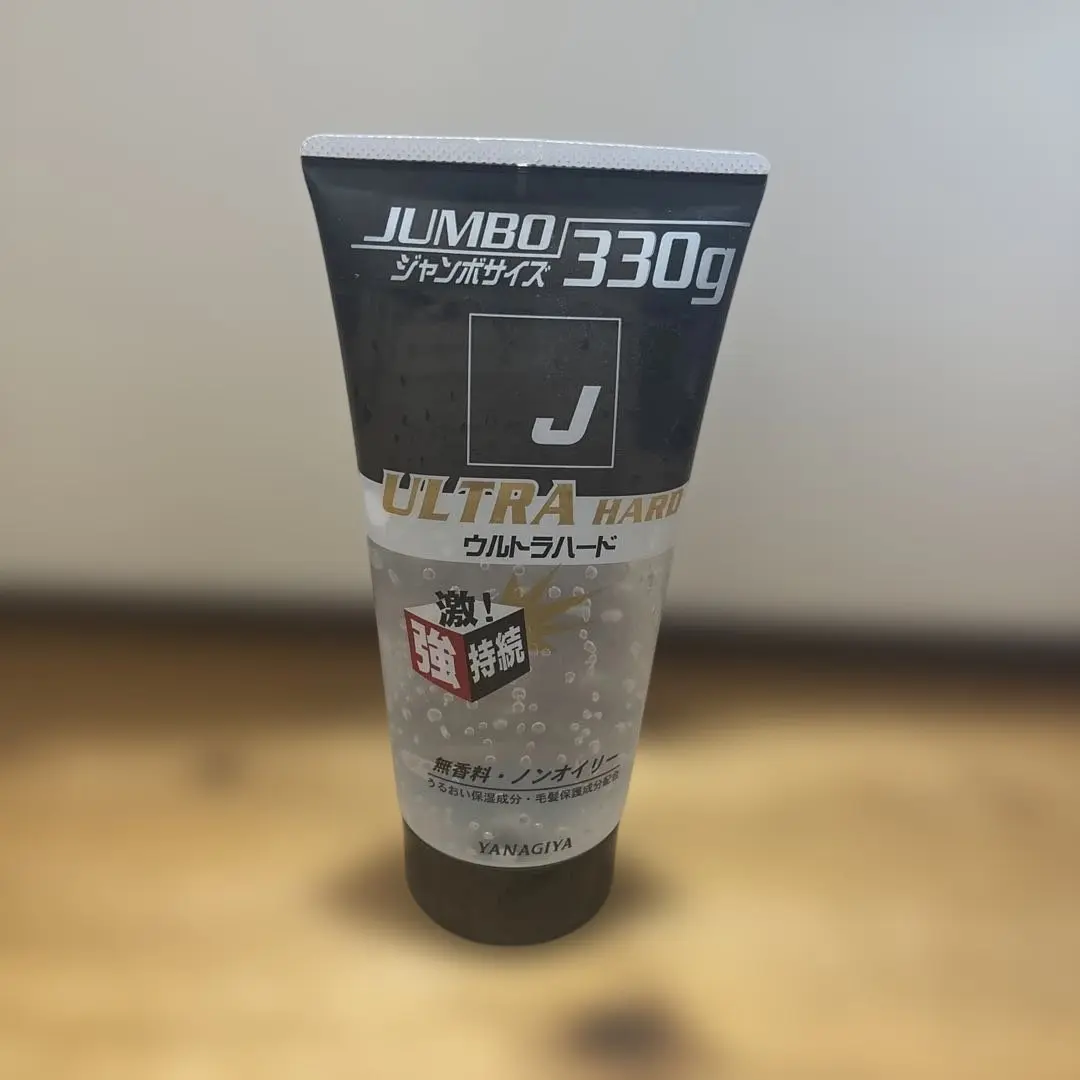 JUMBO
ジャンボサイズ
330g
J
ULTRA HARD
ウルトラハード
激!
強
持続
無香料・ノンオイリー
うるおい保湿成分・毛髪保護成分配合
YANAGIYA